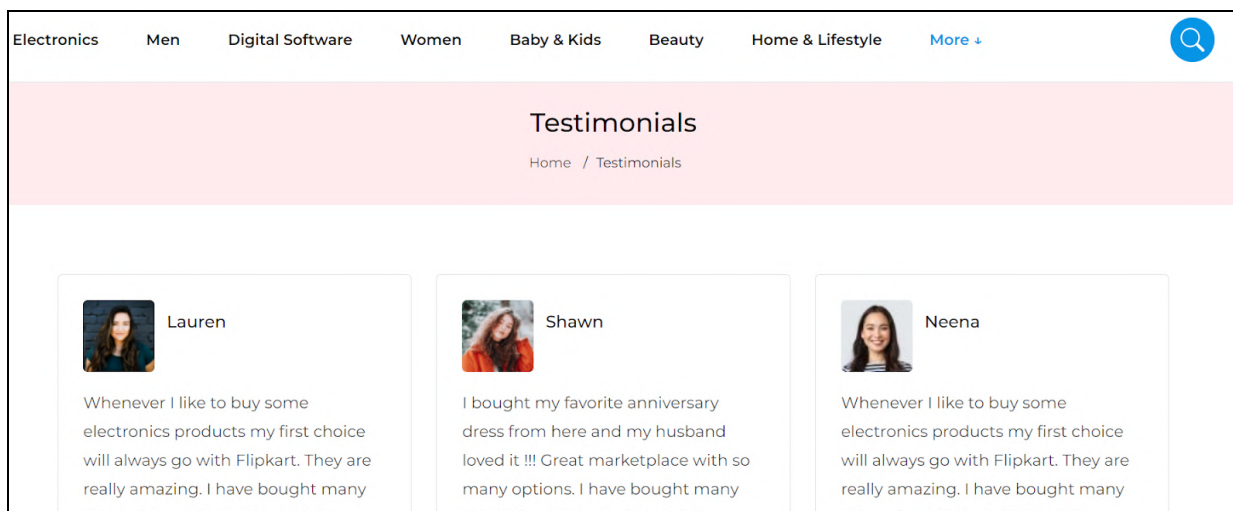 Electronics Men Digital Software Women Baby & Kids Beauty Home & Lifestyle More ↓
Testimonials
Home / Testimonials
Lauren
Whenever I like to buy some
electronics products my first choice
will always go with Flipkart. They are
really amazing. I have bought many
Shawn
I bought my favorite anniversary
dress from here and my husband
loved it !!! Great marketplace with so
many options. I have bought many
Neena
Whenever I like to buy some
electronics products my first choice
will always go with Flipkart. They are
really amazing. I have bought many